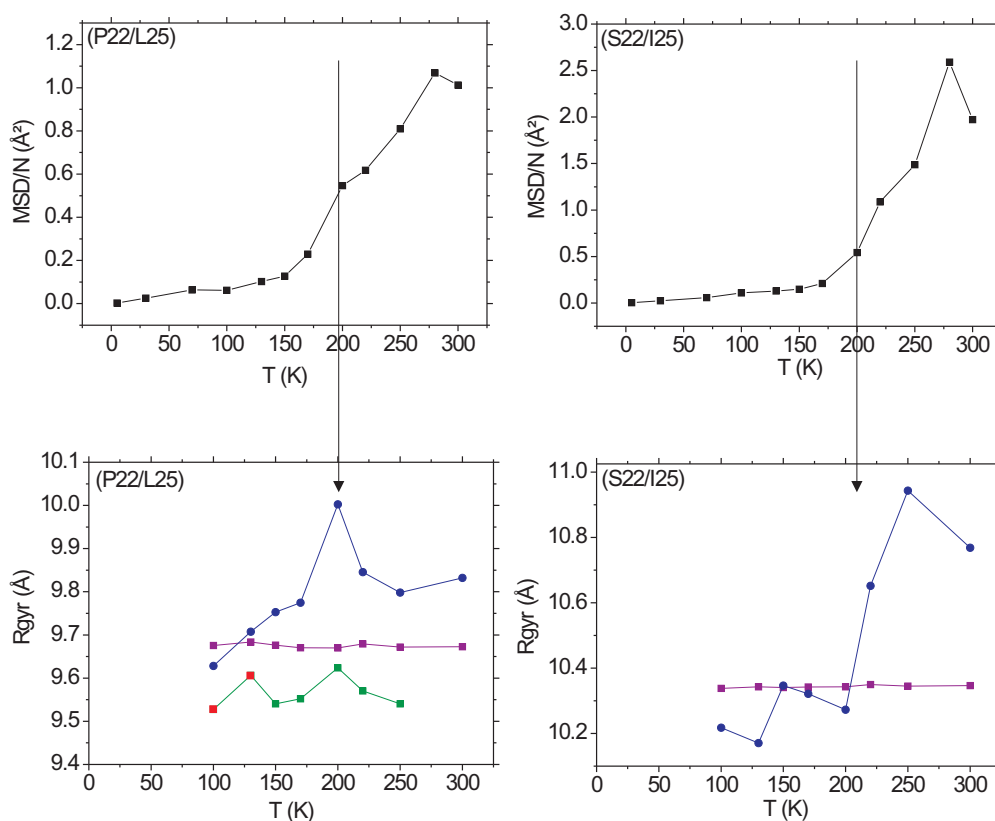 (P22/L25)
MSD/N (Å²)
1.2
1.0
0.8
0.6
0.4
0.2
0.0
0 50 100 150 200 250 300
T (K)
(S22/I25)
MSD/N (Å²)
3.0
2.5
2.0
1.5
1.0
0.5
0.0
0 50 100 150 200 250 300
T (K)
(P22/L25)
Rgyr (Å)
10.1
10.0
9.9
9.8
9.7
9.6
9.5
9.4
0 50 100 150 200 250 300
T (K)
(S22/I25)
Rgyr (Å)
11.0
10.8
10.6
10.4
10.2
0 50 100 150 200 250 300
T (K)